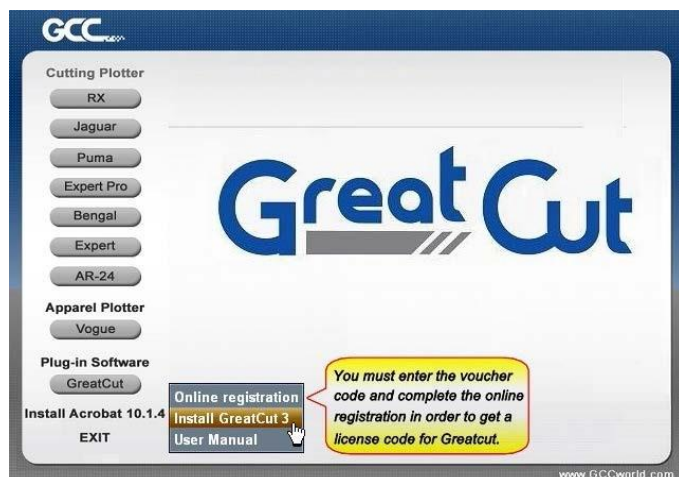 GCC
Cutting Plotter
RX
Jaguar
Puma
Expert Pro
Bengal
Expert
AR-24
Apparel Plotter
Vogue
Plug-in Software
GreatCut
Install Acrobat 10.1.4
EXIT
Great Cut
Online registration
Install GreatCut 3
User Manual
You must enter the voucher
code and complete the online
registration in order to get a
license code for Greatcut.
www.GCCworld.com